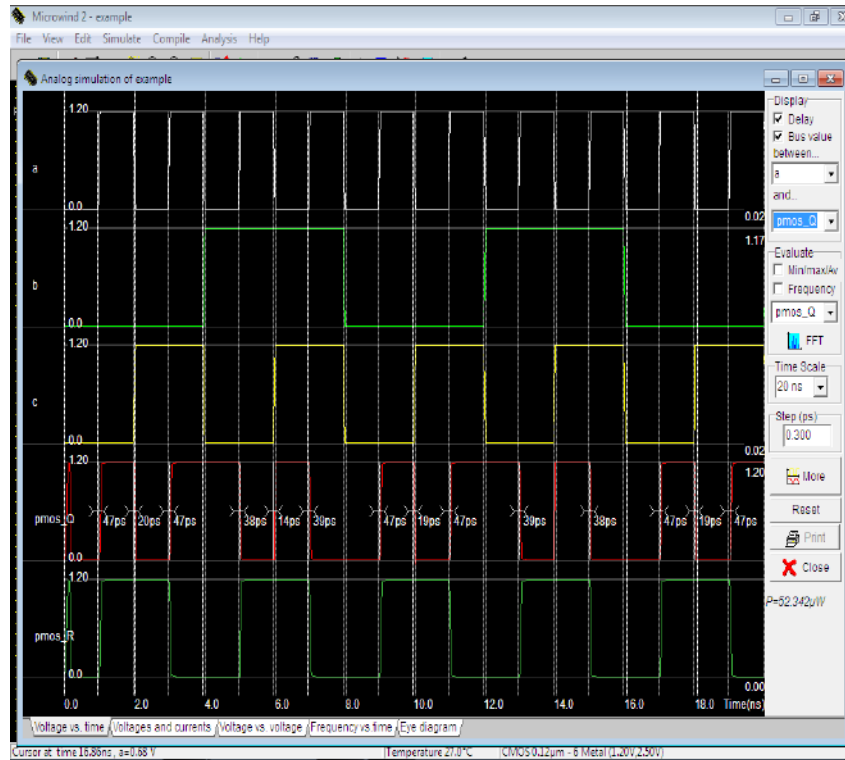 Microwind 2 - example
File View Edit Simulate Compile Analysis Help
Analog simulation of example
1.20
a
0.0
0.02
1.20
1.17
b
0.0
1.20
c
0.0
0.02
1.20
1.20
pmos_Q
47ps 20ps 47ps 38ps 14ps 39ps 47ps 19ps 47ps 39ps 38ps 47ps 19ps 47ps
0.0
1.20
pmos_R
0.0
0.00
0.0 2.0 4.0 6.0 8.0 10.0 12.0 14.0 16.0 18.0 Time(ns)
Voltage vs. time Voltages and currents Voltage vs. voltage Frequency vs.time Eye diagram
Display
Delay
Bus value
between...
a
and..
pmos_Q
Evaluate
Min/max/Av
Frequency
pmos_Q
FFT
Time Scale
20 ns
Step (ps)
0.300
More
Reset
Print
Close
P=52.342µW
Cursor at time 16.86ns, a=0.68 V
Temperature 27.0°C
CMOS 0.12µm - 6 Metal (1.20V,2.50V)